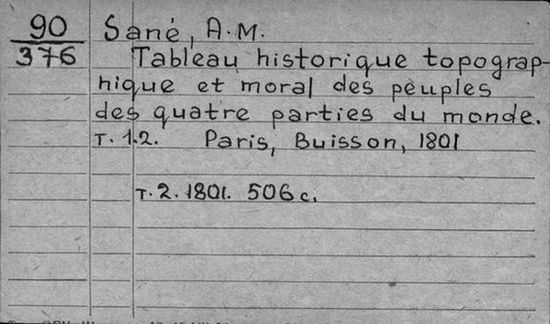 90
376
Sané, A.M.
Tableau historique topograp-
hique et moral des peuples
des quatre parties du monde.
т. 1.2. Paris, Buisson, 1801
т. 2. 1801. 506 с.